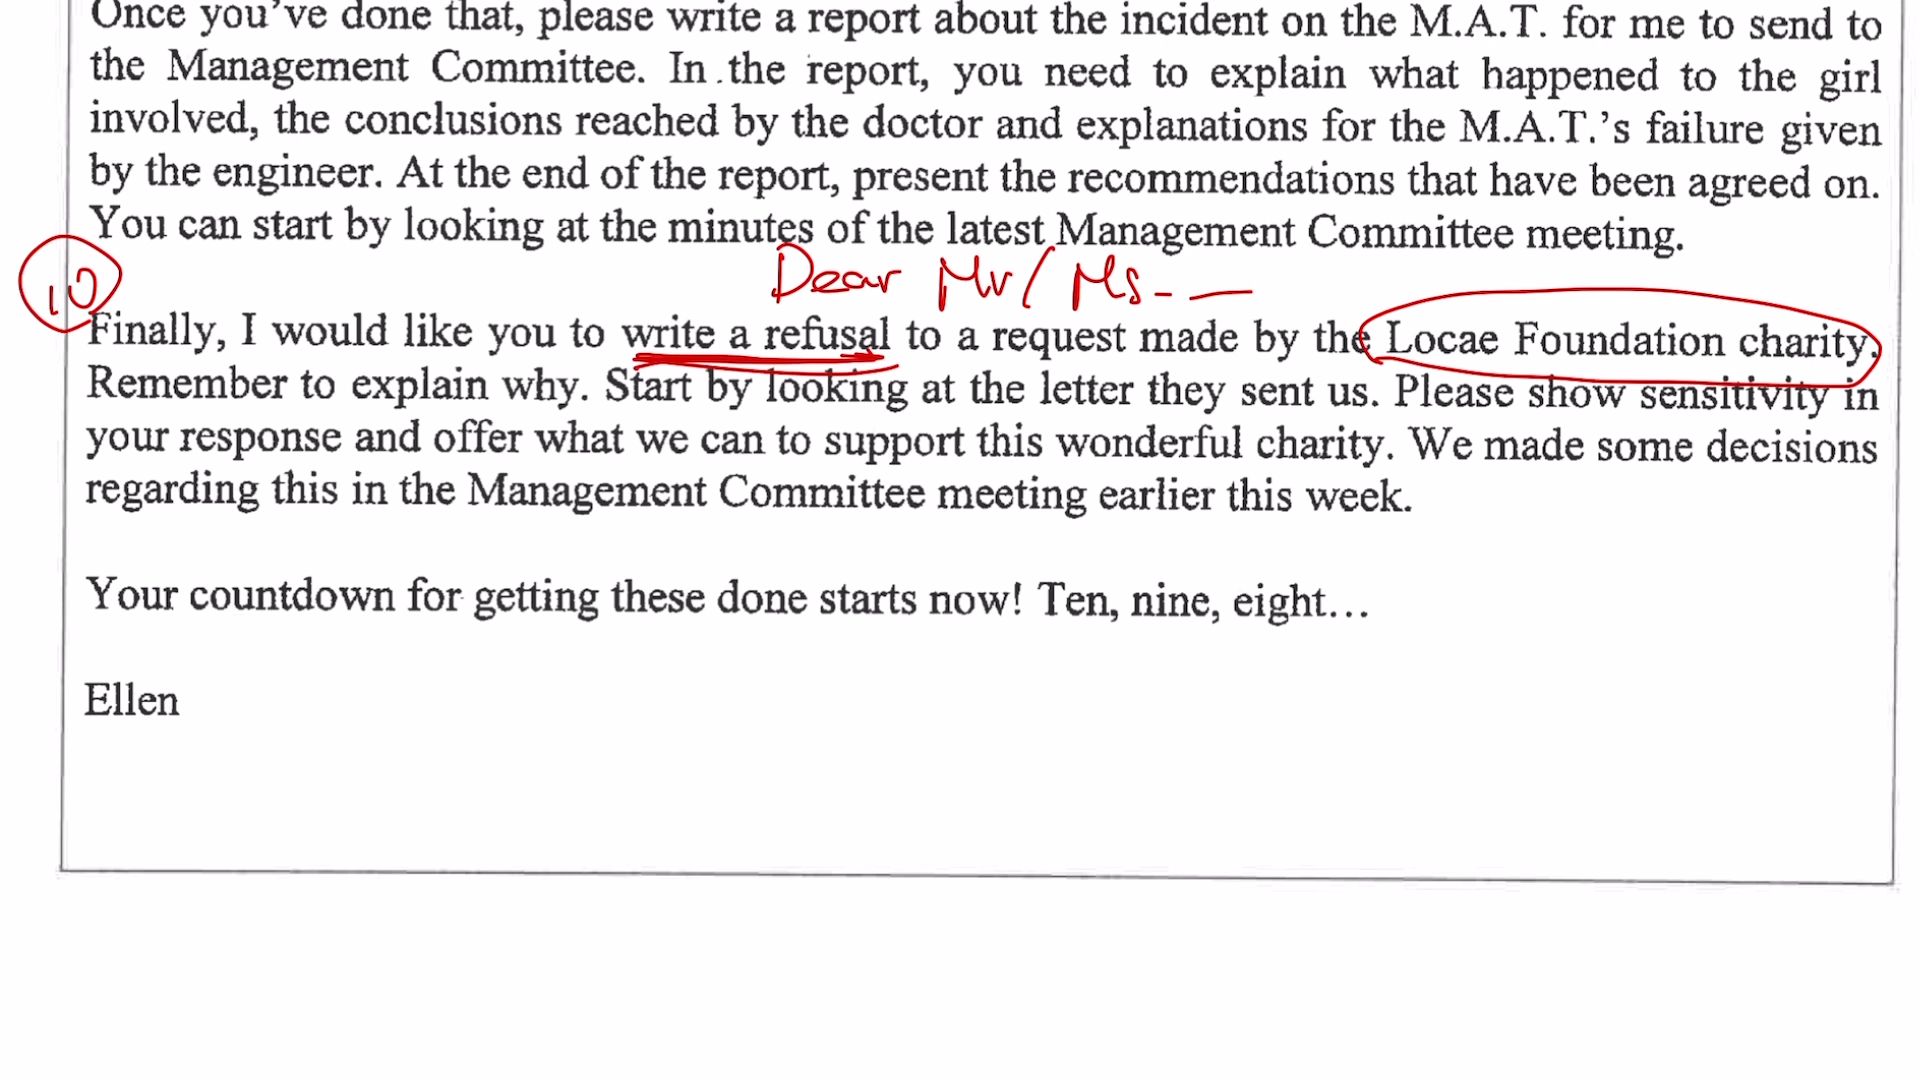 Once you've done that, please write a report about the incident on the M.A.T. for me to send to
the Management Committee. In the report, you need to explain what happened to the girl
involved, the conclusions reached by the doctor and explanations for the M.A.T.'s failure given
by the engineer. At the end of the report, present the recommendations that have been agreed on.
You can start by looking at the minutes of the latest Management Committee meeting.
Dear Mr/Ms - —
10
Finally, I would like you to write a refusal to a request made by the Locae Foundation charity.
Remember to explain why. Start by looking at the letter they sent us. Please show sensitivity in
your response and offer what we can to support this wonderful charity. We made some decisions
regarding this in the Management Committee meeting earlier this week.
Your countdown for getting these done starts now! Ten, nine, eight...
Ellen